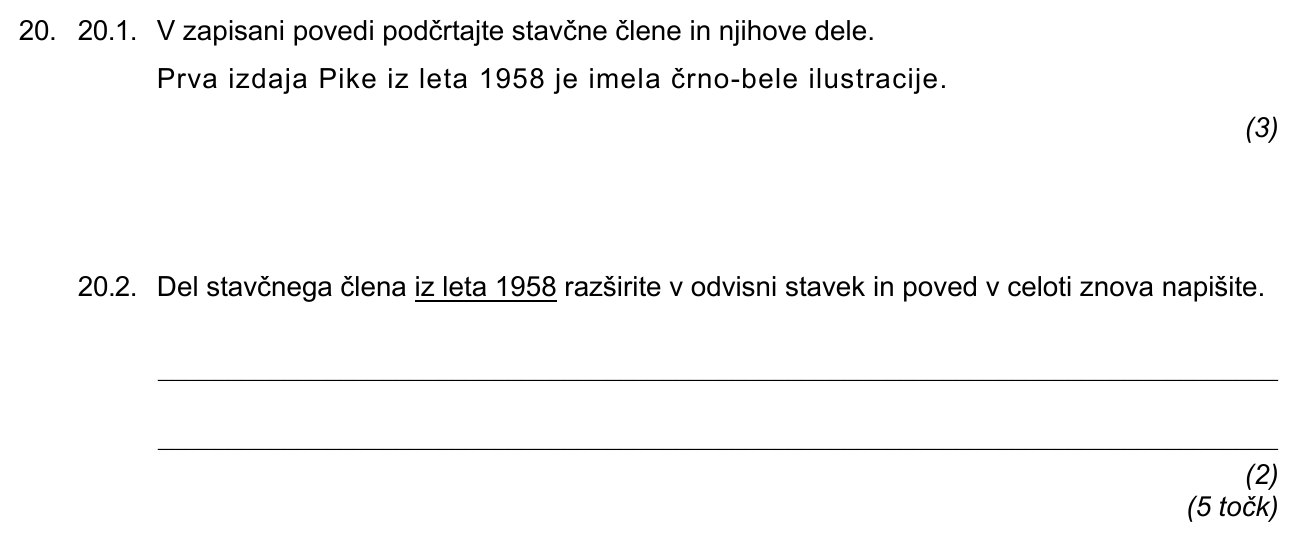 20. 20.1. V zapisani povedi podčrtajte stavčne člene in njihove dele.
Prva izdaja Pike iz leta 1958 je imela črno-bele ilustracije.
(3)
20.2. Del stavčnega člena iz leta 1958 razširite v odvisni stavek in poved v celoti znova napišite.
(2)
(5 točk)